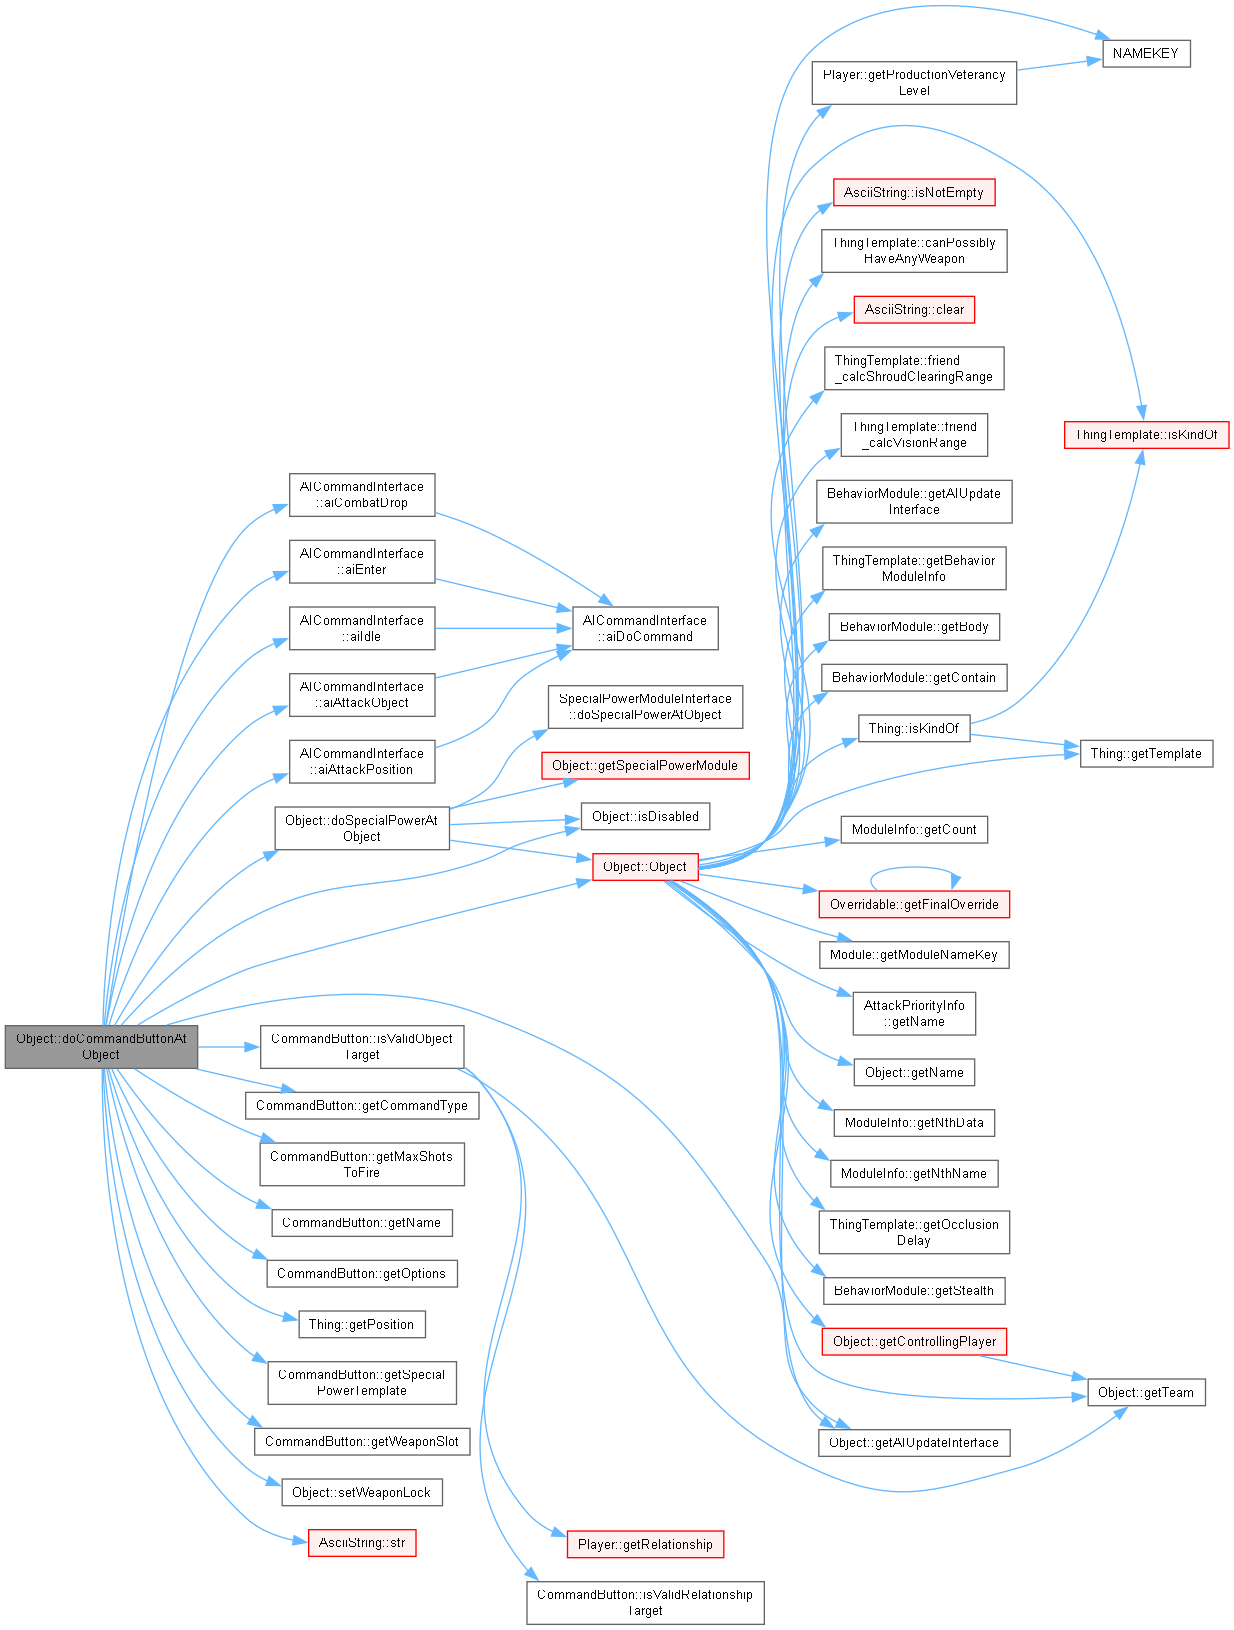 NAMEKEY
Player::getProductionVeterancy
Level
AsciiString::isNotEmpty
ThingTemplate::canPossibly
HaveAnyWeapon
AsciiString::clear
ThingTemplate::friend
_calcShroudClearingRange
ThingTemplate::friend
_calcVisionRange
ThingTemplate::isKindOf
BehaviorModule::getAIUpdate
Interface
AICommandInterface
::aiCombatDrop
AICommandInterface
::aiEnter
ThingTemplate::getBehavior
ModuleInfo
AICommandInterface
::aiIdle
AICommandInterface
::aiDoCommand
BehaviorModule::getBody
AICommandInterface
::aiAttackObject
BehaviorModule::getContain
SpecialPowerModuleInterface
::doSpecialPowerAtObject
Thing::isKindOf
AICommandInterface
::aiAttackPosition
Object::getSpecialPowerModule
Thing::getTemplate
Object::doSpecialPowerAt
Object
Object::isDisabled
ModuleInfo::getCount
Object::Object
Overridable::getFinalOverride
Module::getModuleNameKey
AttackPriorityInfo
::getName
Object::doCommandButtonAt
Object
CommandButton::isValidObject
Target
Object::getName
CommandButton::getCommandType
ModuleInfo::getNthData
CommandButton::getMaxShots
ToFire
ModuleInfo::getNthName
CommandButton::getName
ThingTemplate::getOcclusion
Delay
CommandButton::getOptions
BehaviorModule::getStealth
Thing::getPosition
Object::getControllingPlayer
CommandButton::getSpecial
PowerTemplate
Object::getTeam
CommandButton::getWeaponSlot
Object::getAIUpdateInterface
Object::setWeaponLock
AsciiString::str
Player::getRelationship
CommandButton::isValidRelationship
Target